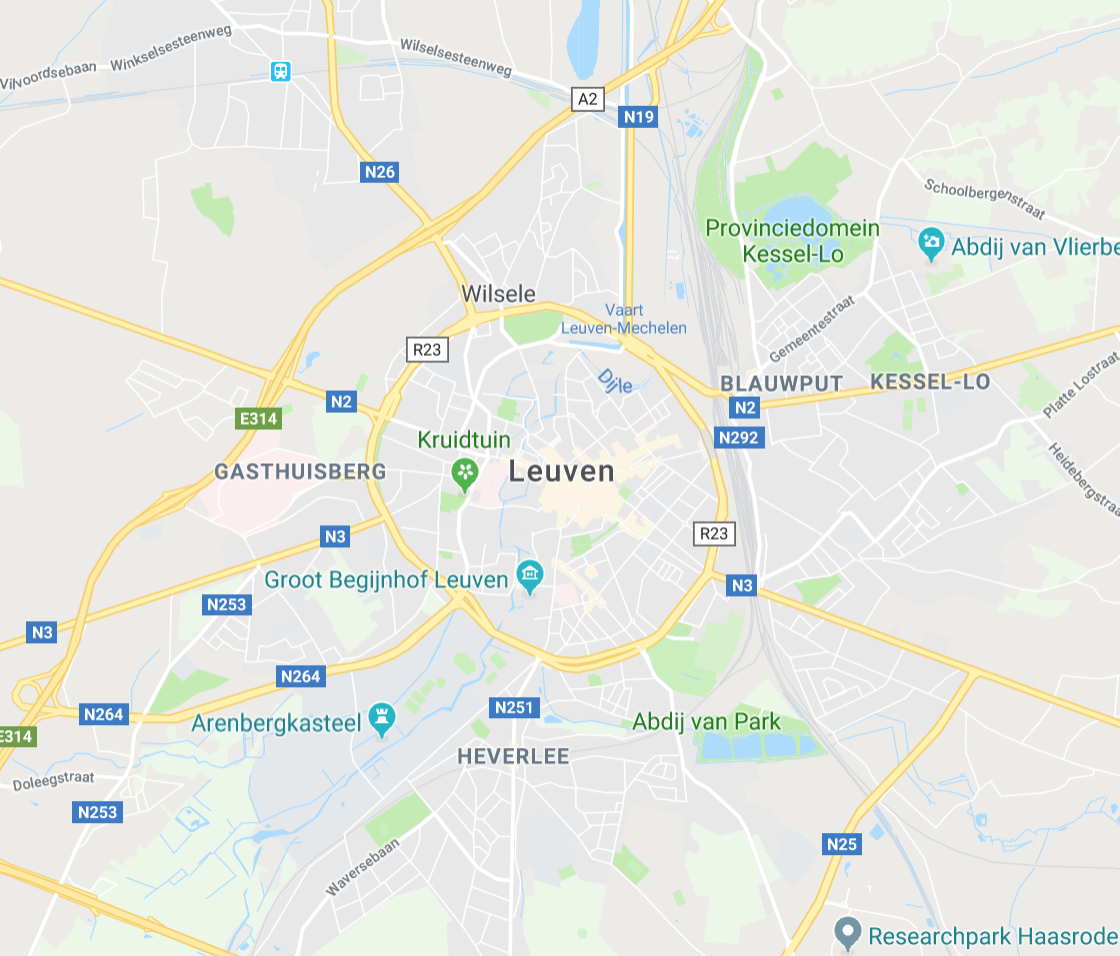 Vilvoordsebaan
Winkselsesteenweg
Wilselsesteenweg
A2
N19
N26
Schoolbergenstraat
Provinciedomein
Kessel-Lo
Abdij van Vlierbe
Wilsele
Vaart
Leuven-Mechelen
Gemeentestraat
R23
Dijle
BLAUWPUT
KESSEL-LO
Platte Lostraat
N2
N2
E314
N292
Kruidtuin
GASTHUISBERG
Leuven
Heidebergstraa
N3
R23
Groot Begijnhof Leuven
N3
N253
N3
N264
N264
N251
Arenbergkasteel
Abdij van Park
E314
HEVERLEE
Doleegstraat
N253
N25
Waversebaan
Researchpark Haasrode